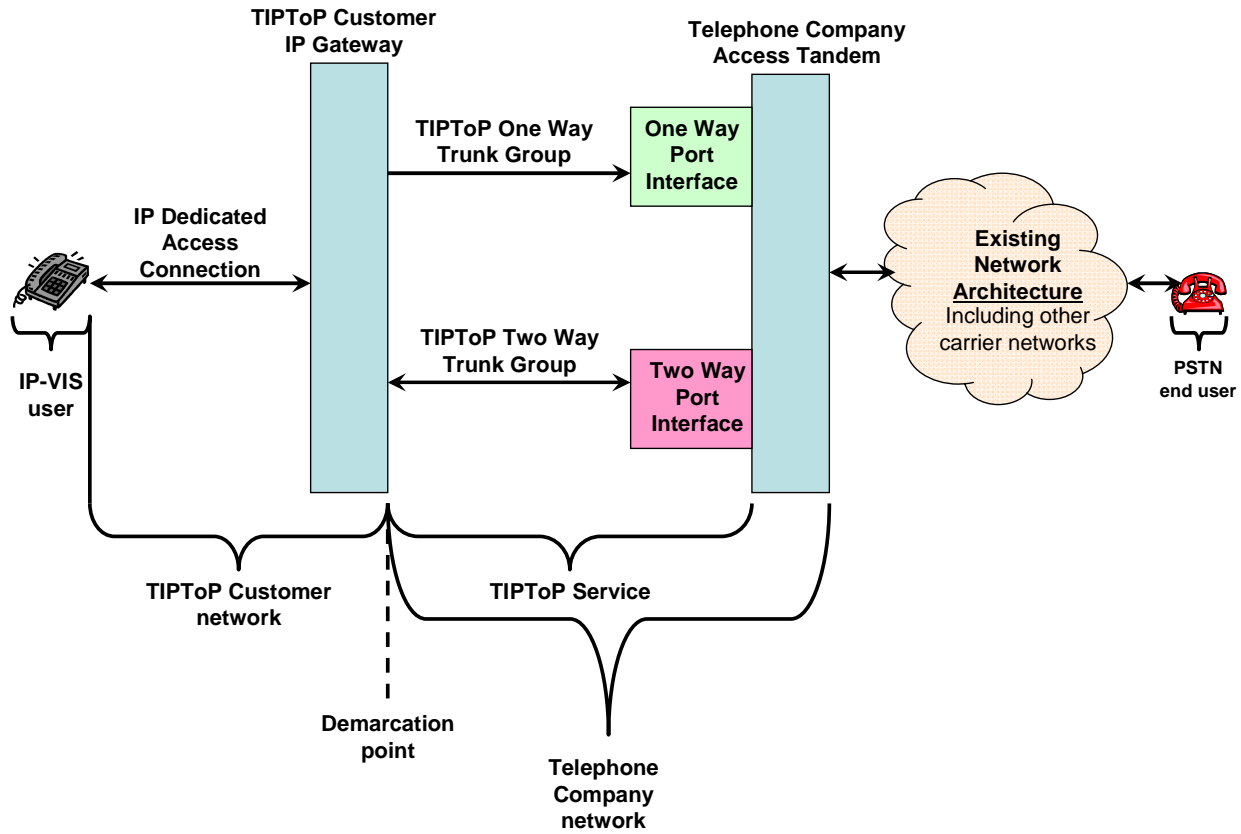 TIPToP Customer
IP Gateway
Telephone Company
Access Tandem
TIPToP One Way
Trunk Group
One Way
Port
Interface
IP Dedicated
Access
Connection
Existing
Network
Architecture
Including other
carrier networks
TIPToP Two Way
Trunk Group
Two Way
Port
Interface
IP-VIS
user
PSTN
end user
TIPToP Customer
network
TIPToP Service
Demarcation
point
Telephone
Company
network